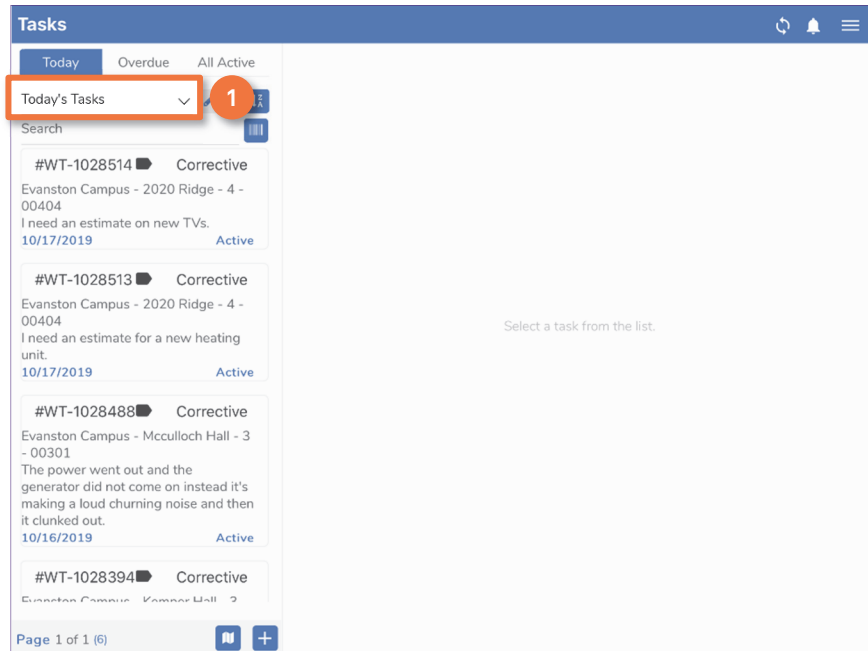 Tasks
Today Overdue All Active
Today's Tasks
1
Search
#WT-1028514 Corrective
Evanston Campus - 2020 Ridge - 4 -
00404
I need an estimate on new TVs.
10/17/2019 Active
#WT-1028513 Corrective
Evanston Campus - 2020 Ridge - 4 -
00404
I need an estimate for a new heating
unit.
10/17/2019 Active
#WT-1028488 Corrective
Evanston Campus - Mcculloch Hall - 3
- 00301
The power went out and the
generator did not come on instead it's
making a loud churning noise and then
it clunked out.
10/16/2019 Active
#WT-1028394 Corrective
Evanston Campus - Kemper Hall - 3
Page 1 of 1 (6)
Select a task from the list.